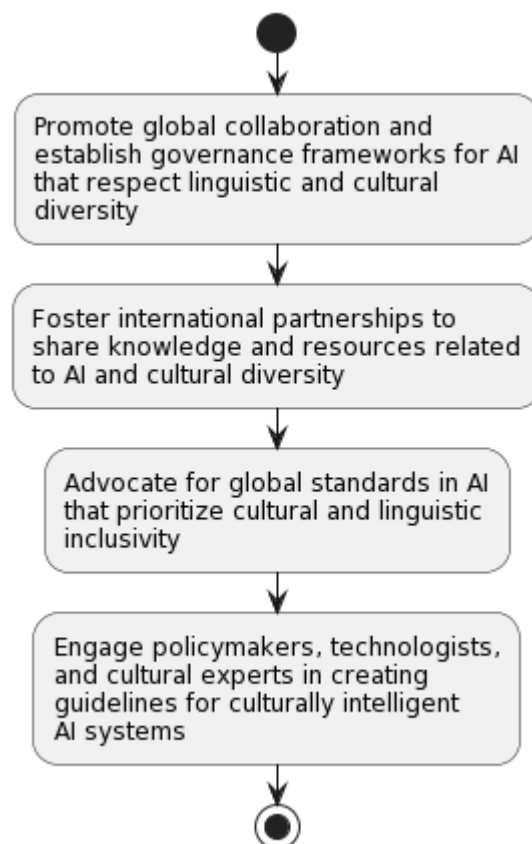 Promote global collaboration and
establish governance frameworks for AI
that respect linguistic and cultural
diversity
Foster international partnerships to
share knowledge and resources related
to AI and cultural diversity
Advocate for global standards in AI
that prioritize cultural and linguistic
inclusivity
Engage policymakers, technologists,
and cultural experts in creating
guidelines for culturally intelligent
AI systems